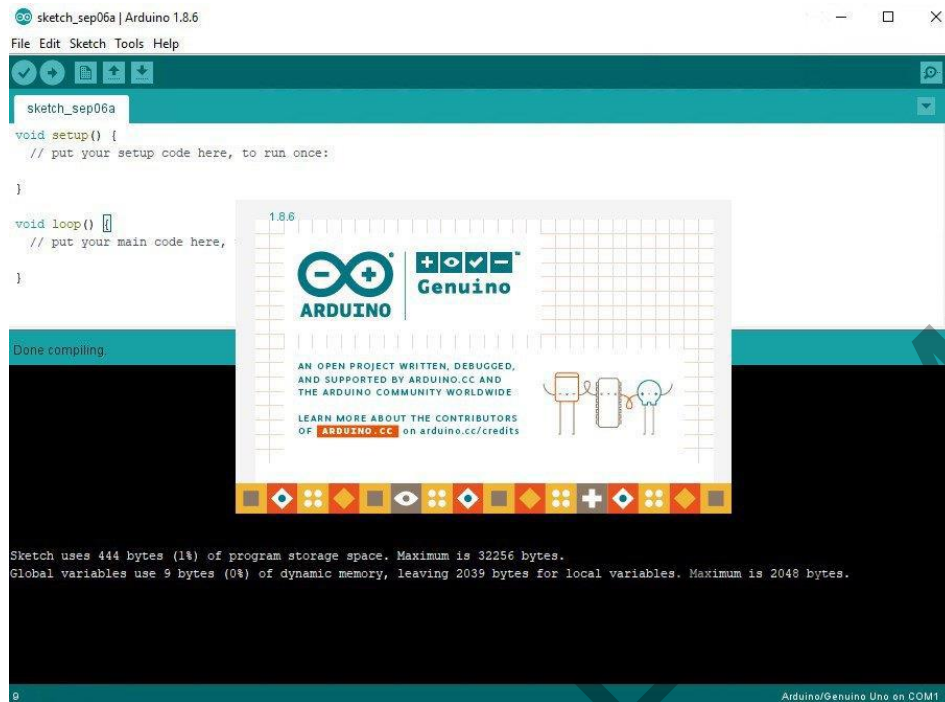 sketch_sep06a | Arduino 1.8.6
File Edit Sketch Tools Help
sketch_sep06a
void setup() {
// put your setup code here, to run once:
}
void loop() {
// put your main code here,
}
1.8.6
ARDUINO
Genuino
AN OPEN PROJECT WRITTEN, DEBUGGED,
AND SUPPORTED BY ARDUINO.CC AND
THE ARDUINO COMMUNITY WORLDWIDE
LEARN MORE ABOUT THE CONTRIBUTORS
OF ARDUINO.CC on arduino.cc/credits
Done compiling.
Sketch uses 444 bytes (1%) of program storage space. Maximum is 32256 bytes.
Global variables use 9 bytes (0%) of dynamic memory, leaving 2039 bytes for local variables. Maximum is 2048 bytes.
9
Arduino/Genuino Uno on COM1